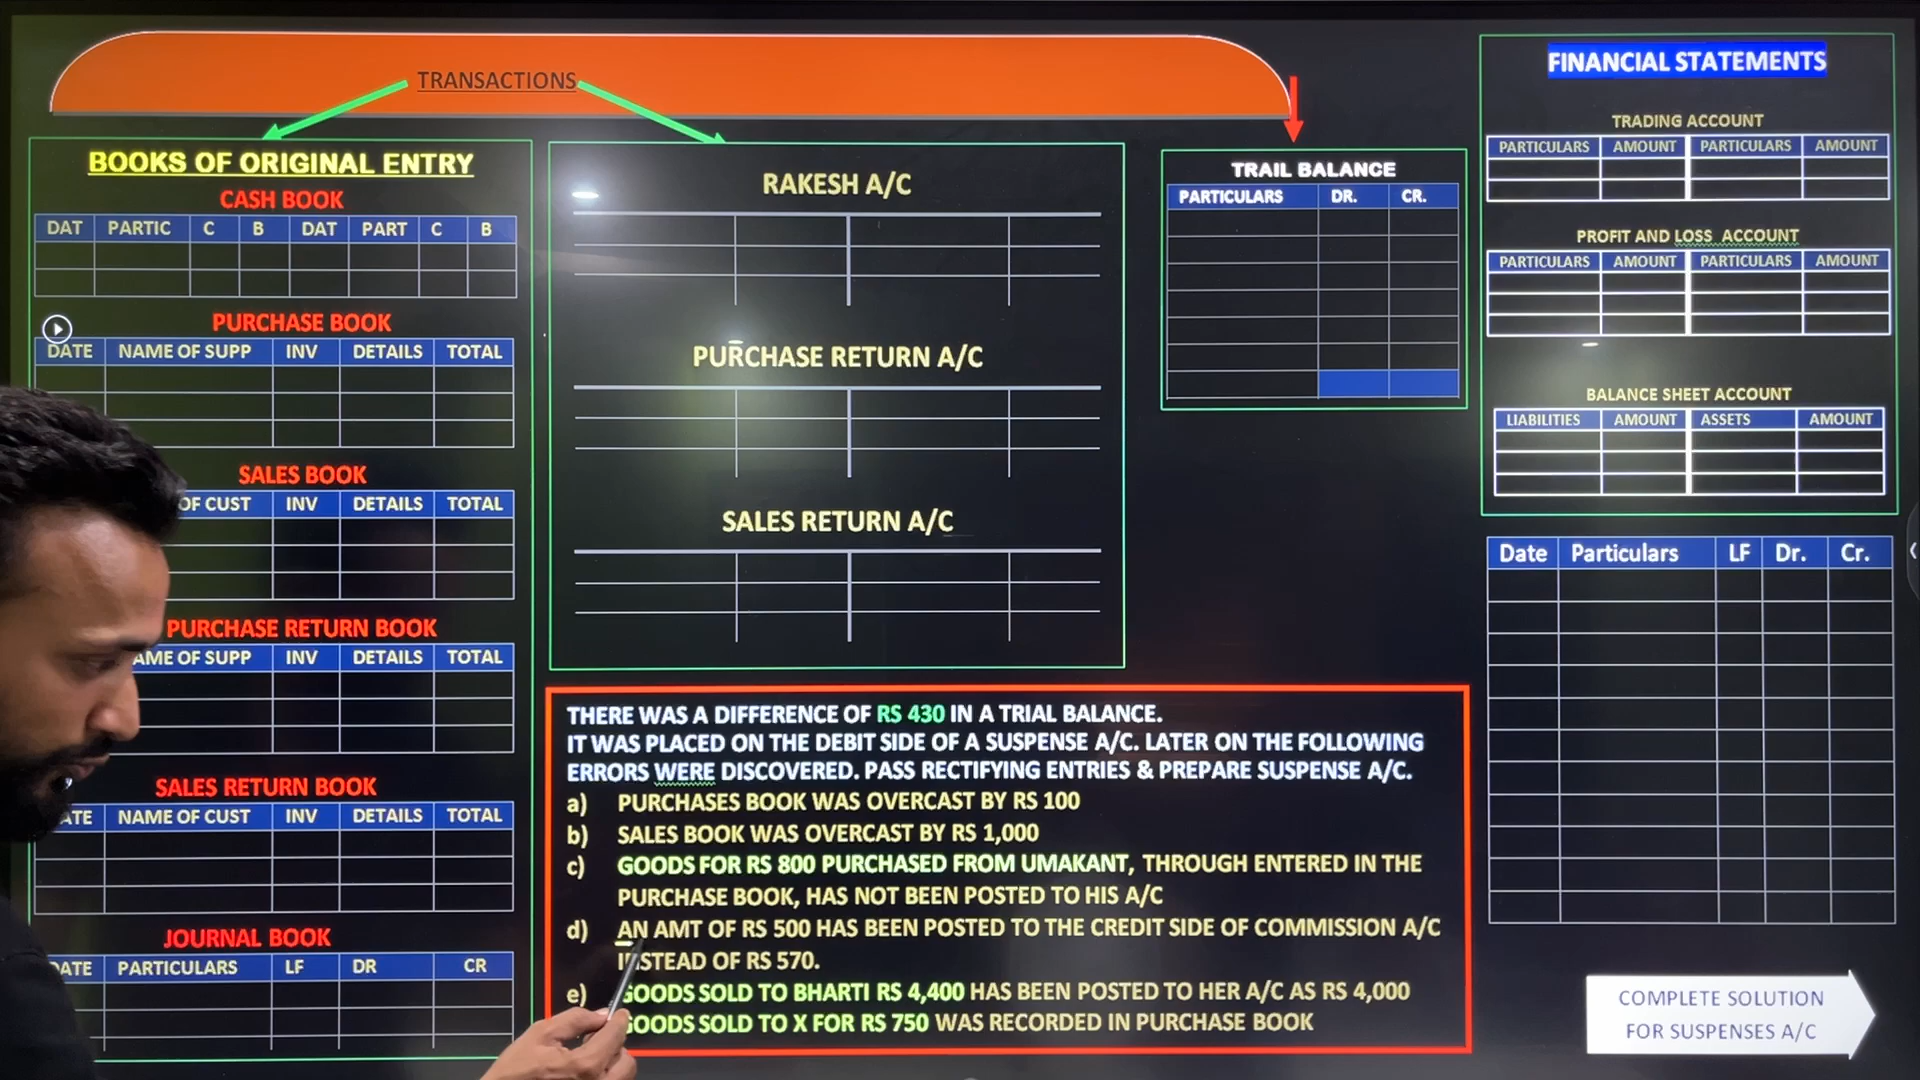 TRANSACTIONS
BOOKS OF ORIGINAL ENTRY
CASH BOOK
DAT PARTIC C B DAT PART C B
PURCHASE BOOK
DATE NAME OF SUPP INV DETAILS TOTAL
SALES BOOK
OF CUST INV DETAILS TOTAL
PURCHASE RETURN BOOK
AME OF SUPP INV DETAILS TOTAL
SALES RETURN BOOK
ATE NAME OF CUST INV DETAILS TOTAL
JOURNAL BOOK
ATE PARTICULARS LF DR CR
RAKESH A/C
PURCHASE RETURN A/C
SALES RETURN A/C
TRAIL BALANCE
PARTICULARS DR. CR.
THERE WAS A DIFFERENCE OF RS 430 IN A TRIAL BALANCE.
IT WAS PLACED ON THE DEBIT SIDE OF A SUSPENSE A/C. LATER ON THE FOLLOWING
ERRORS WERE DISCOVERED. PASS RECTIFYING ENTRIES & PREPARE SUSPENSE A/C.
a) PURCHASES BOOK WAS OVERCAST BY RS 100
b) SALES BOOK WAS OVERCAST BY RS 1,000
c) GOODS FOR RS 800 PURCHASED FROM UMAKANT, THROUGH ENTERED IN THE
PURCHASE BOOK, HAS NOT BEEN POSTED TO HIS A/C
d) AN AMT OF RS 500 HAS BEEN POSTED TO THE CREDIT SIDE OF COMMISSION A/C
INSTEAD OF RS 570.
e) GOODS SOLD TO BHARTI RS 4,400 HAS BEEN POSTED TO HER A/C AS RS 4,000
GOODS SOLD TO X FOR RS 750 WAS RECORDED IN PURCHASE BOOK
FINANCIAL STATEMENTS
TRADING ACCOUNT
PARTICULARS AMOUNT PARTICULARS AMOUNT
PROFIT AND LOSS ACCOUNT
PARTICULARS AMOUNT PARTICULARS AMOUNT
BALANCE SHEET ACCOUNT
LIABILITIES AMOUNT ASSETS AMOUNT
Date Particulars LF Dr. Cr.
COMPLETE SOLUTION
FOR SUSPENSES A/C